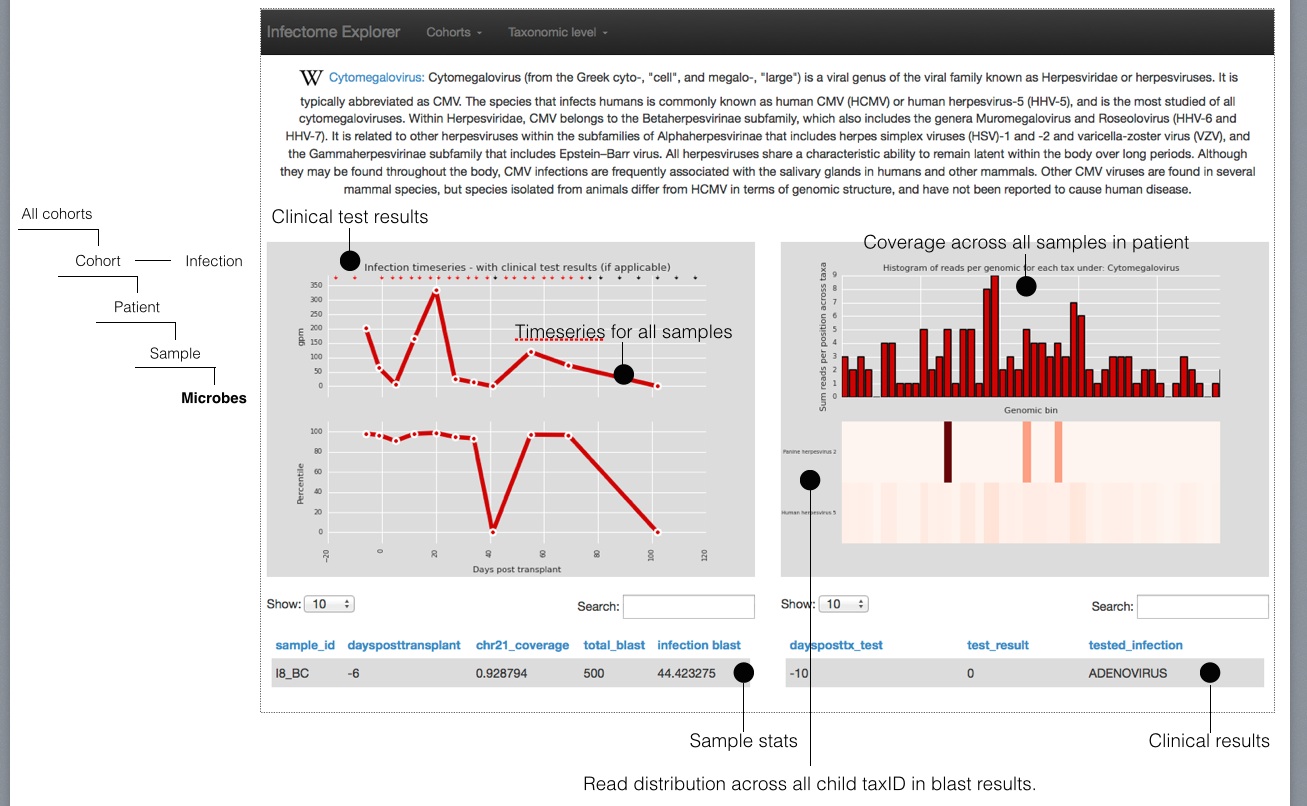 Infectome Explorer Cohorts Taxonomic level
W Cytomegalovirus: Cytomegalovirus (from the Greek cyto-, "cell", and megalo-, "large") is a viral genus of the viral family known as Herpesviridae or herpesviruses. It is
typically abbreviated as CMV. The species that infects humans is commonly known as human CMV (HCMV) or human herpesvirus-5 (HHV-5), and is the most studied of all
cytomegaloviruses. Within Herpesviridae, CMV belongs to the Betaherpesvirinae subfamily, which also includes the genera Muromegalovirus and Roseolovirus (HHV-6 and
HHV-7). It is related to other herpesviruses within the subfamilies of Alphaherpesvirinae that includes herpes simplex viruses (HSV)-1 and -2 and varicella-zoster virus (VZV), and
the Gammaherpesvirinae subfamily that includes Epstein–Barr virus. All herpesviruses share a characteristic ability to remain latent within the body over long periods. Although
they may be found throughout the body, CMV infections are frequently associated with the salivary glands in humans and other mammals. Other CMV viruses are found in several
mammal species, but species isolated from animals differ from HCMV in terms of genomic structure, and have not been reported to cause human disease.
All cohorts
Cohort Infection
Patient
Sample
Microbes
Clinical test results
Infection timeseries - with clinical test results (if applicable)
350
300
250
200
150
100
50
0
gpm
Timeseries for all samples
100
80
60
40
20
0
Percentile
-20 0 20 40 60 80 100 120
Days post transplant
Coverage across all samples in patient
Histogram of reads per genomic for each tax under: Cytomegalovirus
9
8
7
6
5
4
3
2
1
0
Sum reads per position across taxa
Genomic bin
Panine herpesvirus 2
Human herpesvirus 5
Show: 10 Search:
sample_id daysposttransplant chr21_coverage total_blast infection blast
I8_BC -6 0.928794 500 44.423275
Show: 10 Search:
daysposttx_test test_result tested_infection
-10 0 ADENOVIRUS
Sample stats
Clinical results
Read distribution across all child taxID in blast results.